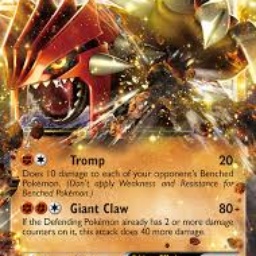 Tromp 20
Does 10 damage to each of your opponent's Benched
Pokémon. (Don't apply Weakness and Resistance for
Benched Pokémon.)
Giant Claw 80-
If the Defending Pokémon already has 2 or more damage
counters on it, this attack does 40 more damage.